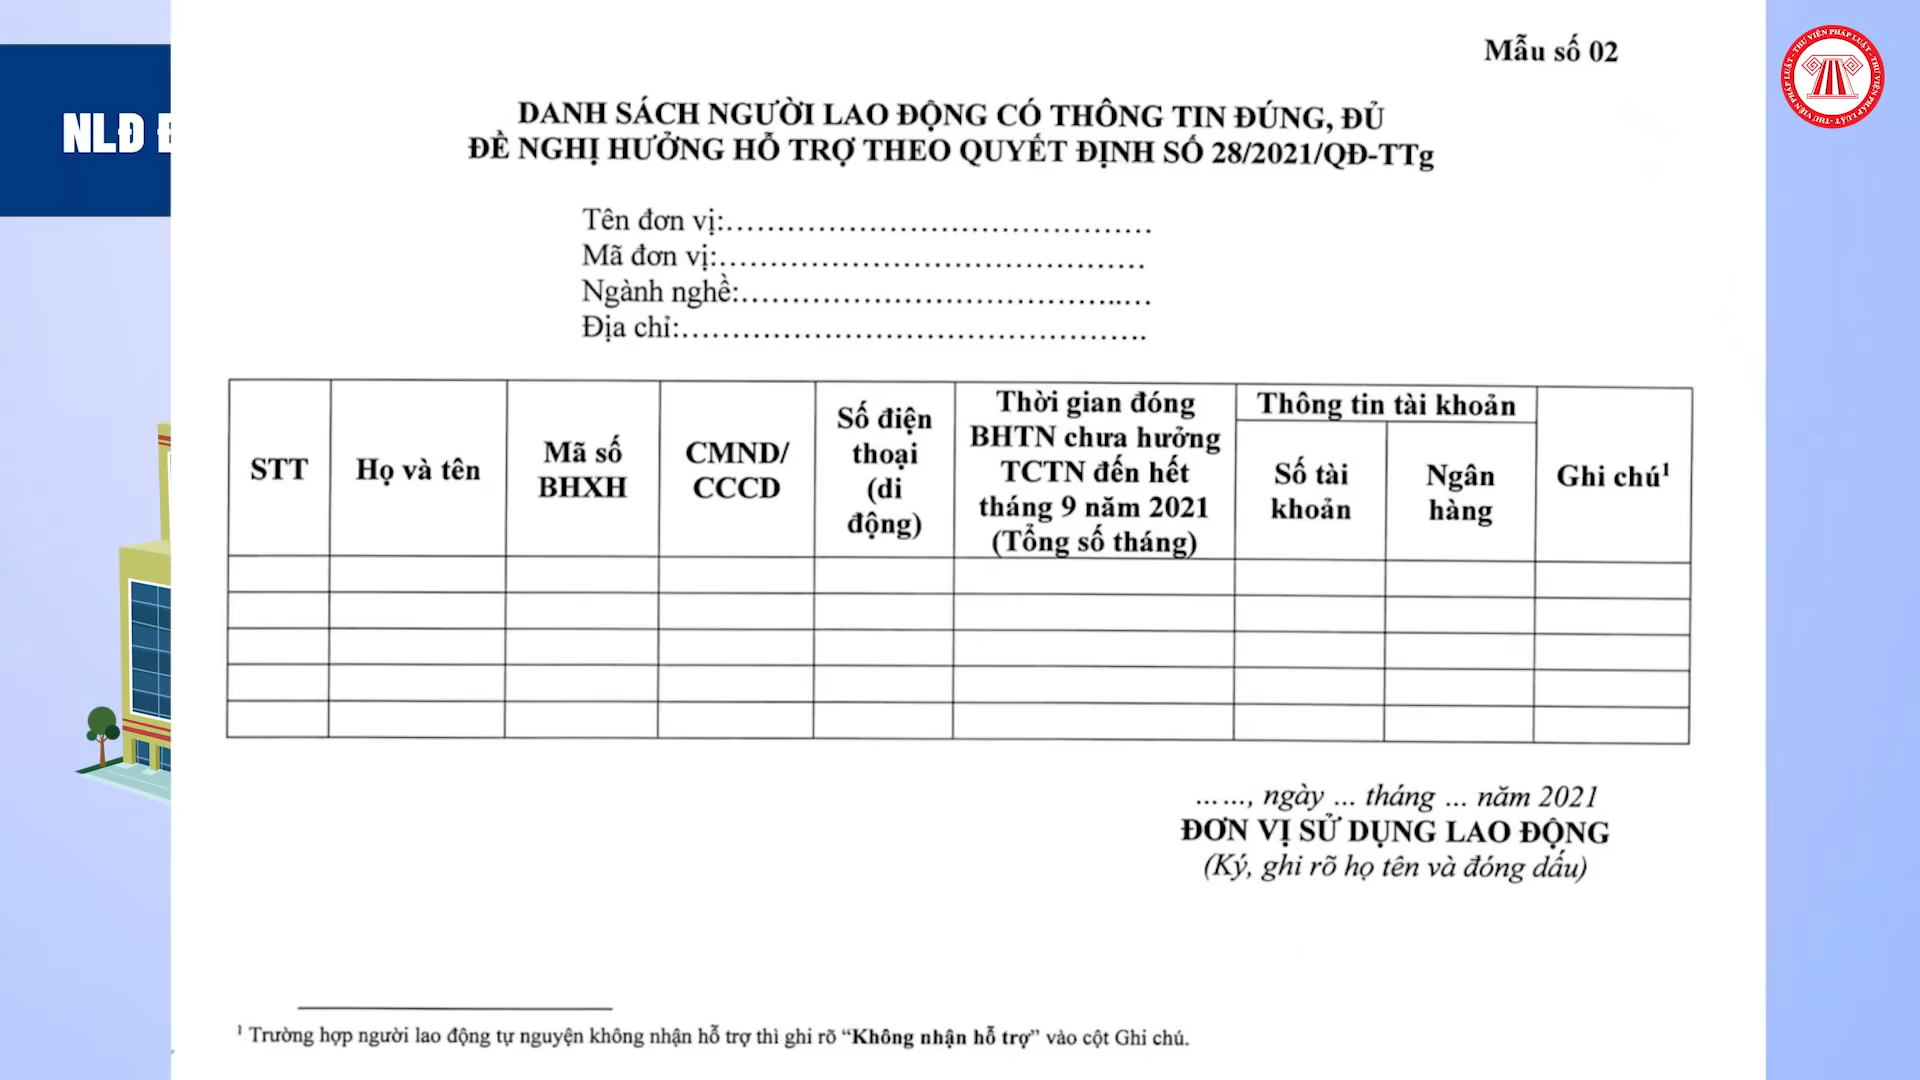 Mẫu số 02
THƯ VIỆN PHÁP LUẬT
NLĐ
DANH SÁCH NGƯỜI LAO ĐỘNG CÓ THÔNG TIN ĐÚNG, ĐỦ
ĐỀ NGHỊ HƯỞNG HỖ TRỢ THEO QUYẾT ĐỊNH SỐ 28/2021/QĐ-TTg
Tên đơn vị:..........................................
Mã đơn vị:..........................................
Ngành nghề:.........................................
Địa chỉ:..............................................
STT
Họ và tên
Mã số
BHXH
CMND/
CCCD
Số điện
thoại
(di
động)
Thời gian đóng
BHTN chưa hưởng
TCTN đến hết
tháng 9 năm 2021
(Tổng số tháng)
Thông tin tài khoản
Số tài
khoản
Ngân
hàng
Ghi chú¹
……, ngày … tháng … năm 2021
ĐƠN VỊ SỬ DỤNG LAO ĐỘNG
(Ký, ghi rõ họ tên và đóng dấu)
¹ Trường hợp người lao động tự nguyện không nhận hỗ trợ thì ghi rõ “Không nhận hỗ trợ” vào cột Ghi chú.